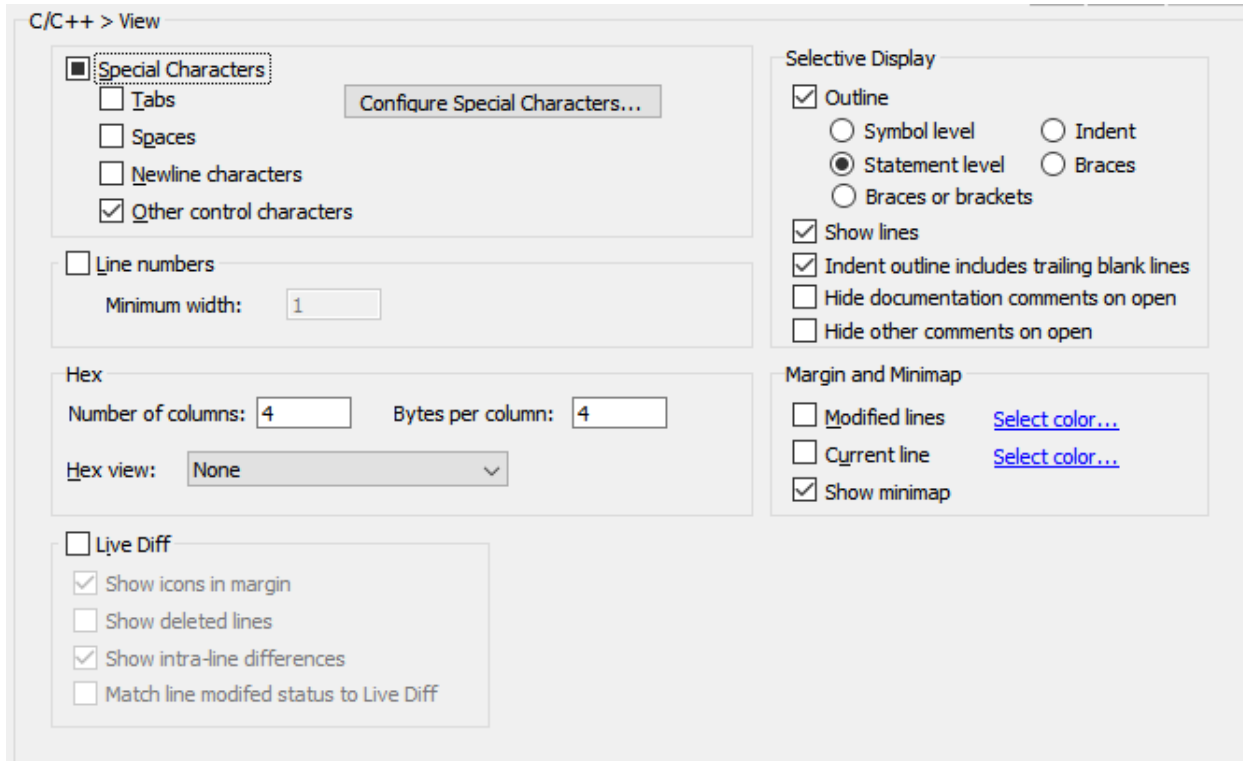 C/C++ > View
Special Characters
Tabs
Configure Special Characters...
Spaces
Newline characters
Other control characters
Line numbers
Minimum width: 1
Hex
Number of columns: 4 Bytes per column: 4
Hex view: None
Live Diff
Show icons in margin
Show deleted lines
Show intra-line differences
Match line modifed status to Live Diff
Selective Display
Outline
Symbol level Indent
Statement level Braces
Braces or brackets
Show lines
Indent outline includes trailing blank lines
Hide documentation comments on open
Hide other comments on open
Margin and Minimap
Modified lines Select color...
Current line Select color...
Show minimap